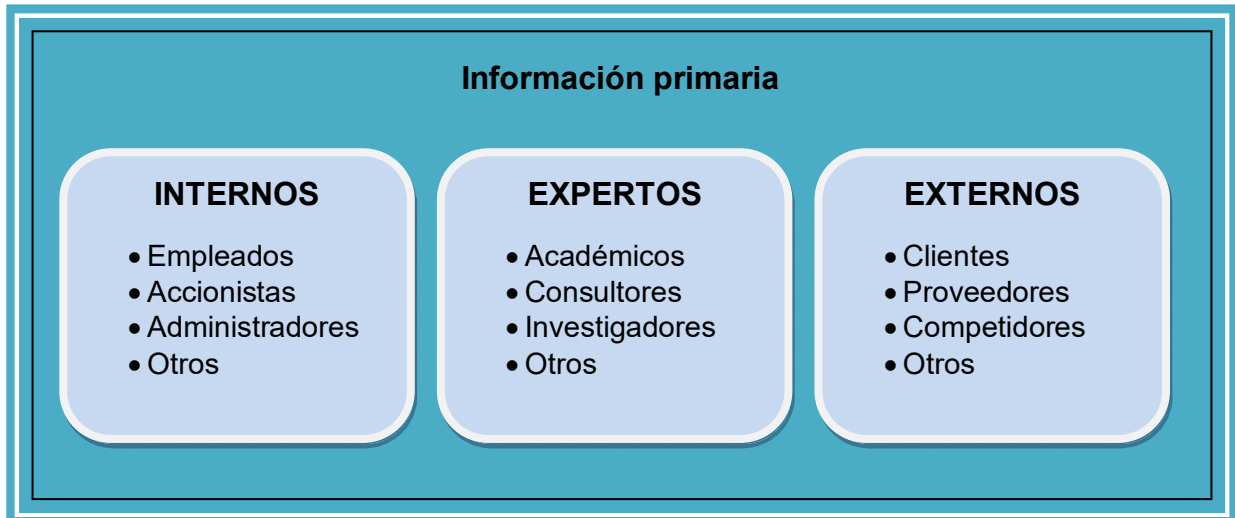 Información primaria
INTERNOS
• Empleados
• Accionistas
• Administradores
• Otros
EXPERTOS
• Académicos
• Consultores
• Investigadores
• Otros
EXTERNOS
• Clientes
• Proveedores
• Competidores
• Otros